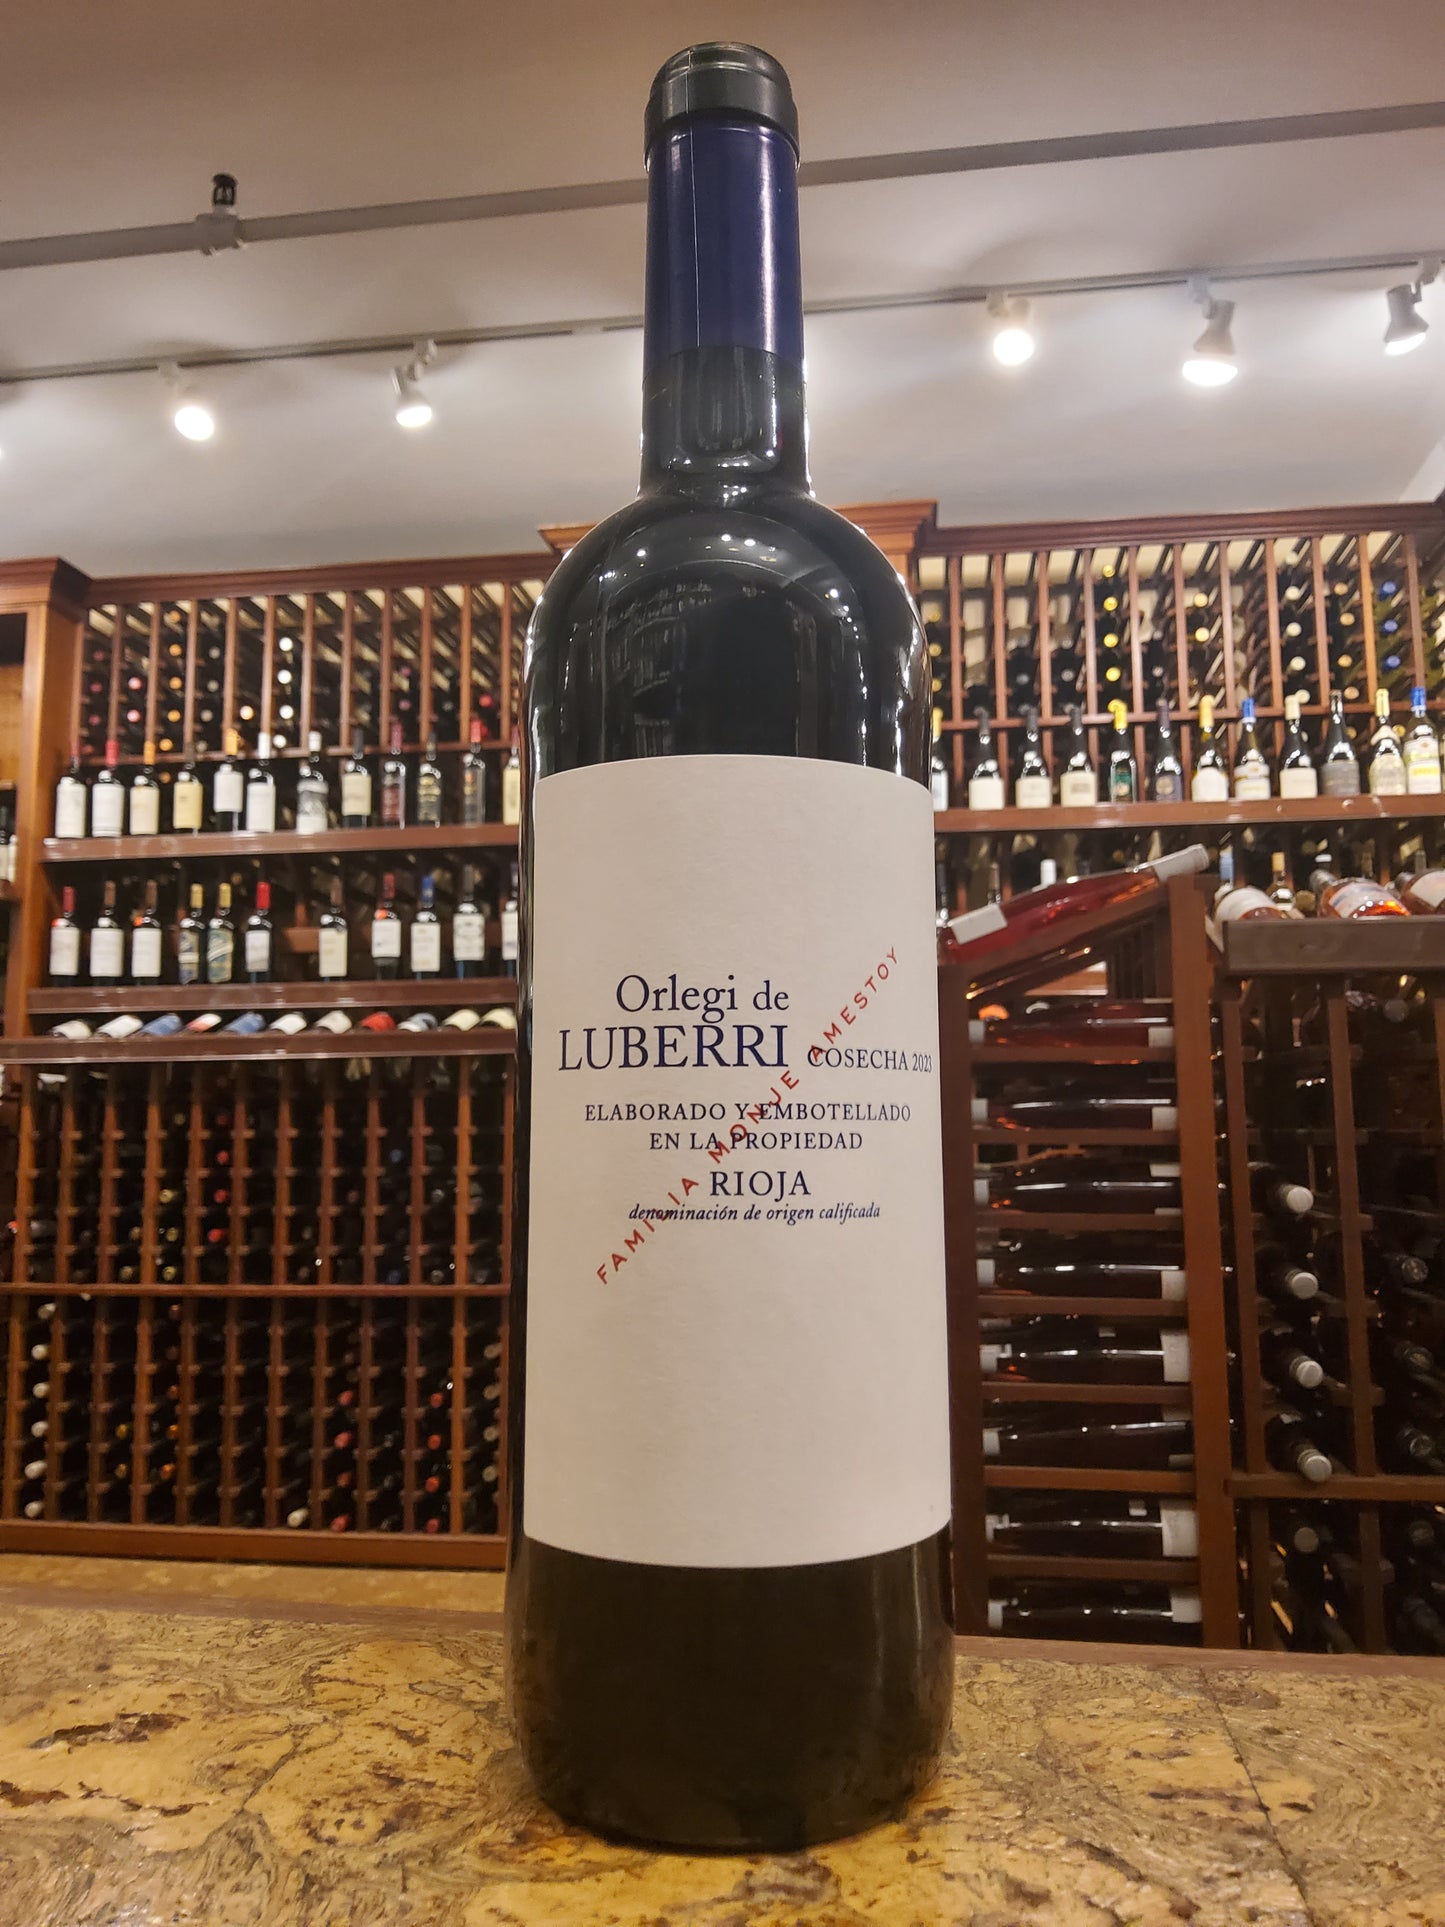 Orlegi de
LUBERRI COSECHA 2023
ELABORADO Y EMBOTELLADO
EN LA PROPIEDAD
RIOJA
denominación de origen calificada
FAMILIA MONJE AMESTOY